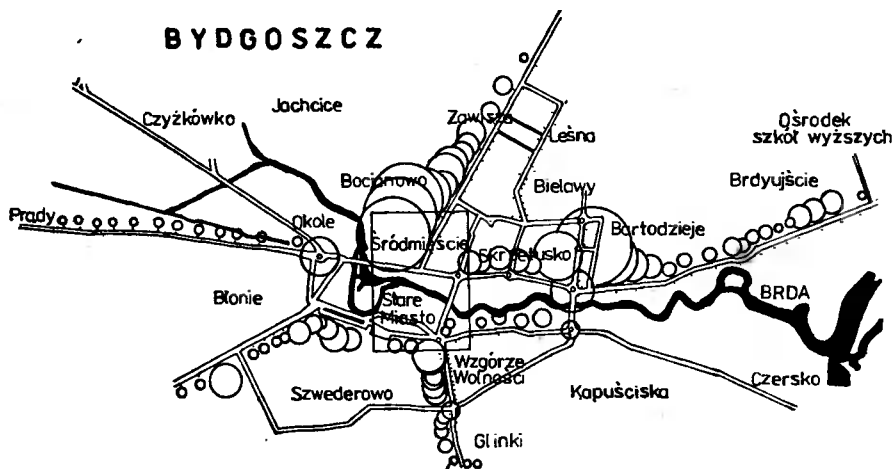 BYDGOSZCZ
Czyżkówko
Jachcice
Zawisza
Leśna
Ośrodek
szkół wyższych
Bocianowo
Bielawy
Brdyujście
Prądy
Okole
Śródmieście
Skrzetusko
Bartodzieje
Błonie
Stare
Miasto
BRDA
Wzgórze
Wolności
Szwederowo
Kapuściska
Czersko
Glinki